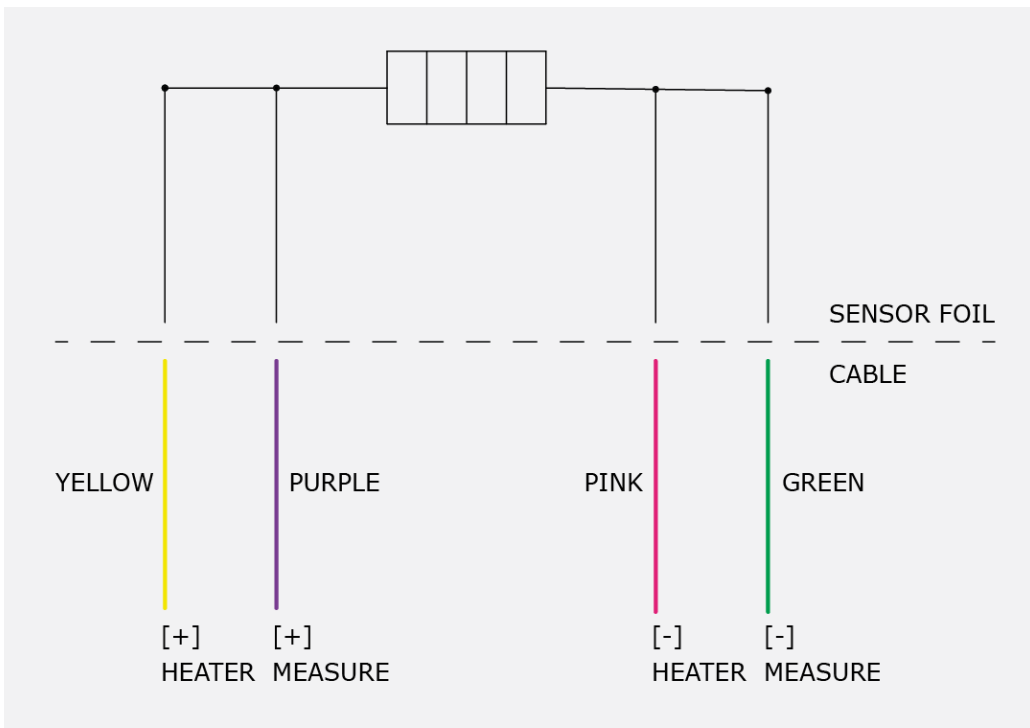 SENSOR FOIL
CABLE
YELLOW
PURPLE
PINK
GREEN
[+]
HEATER
[+]
MEASURE
[-]
HEATER
[-]
MEASURE